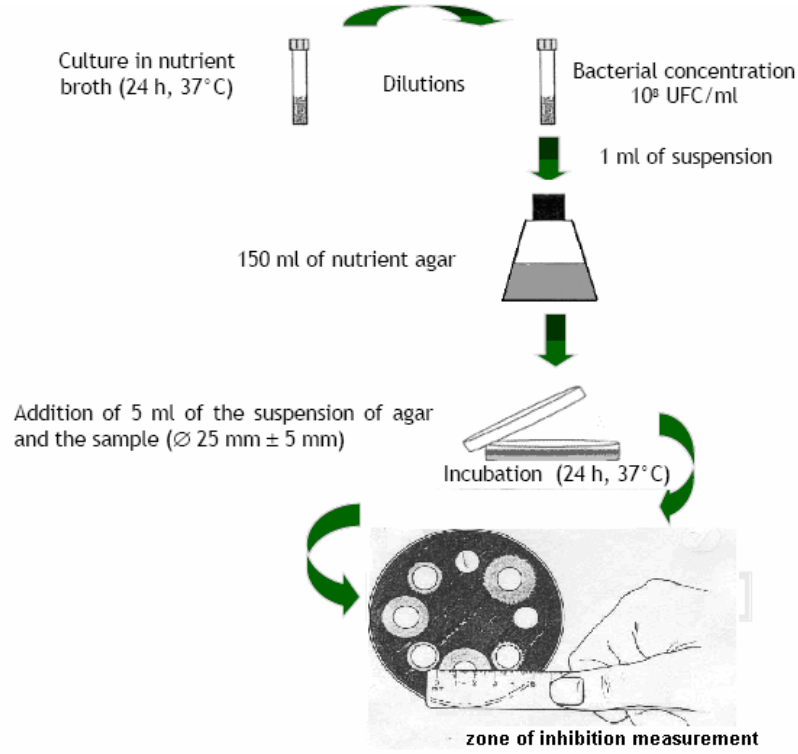 Culture in nutrient
broth (24 h, 37°C)
Dilutions
Bacterial concentration
10⁸ UFC/ml
1 ml of suspension
150 ml of nutrient agar
Addition of 5 ml of the suspension of agar
and the sample (∅ 25 mm ± 5 mm)
Incubation (24 h, 37°C)
zone of inhibition measurement